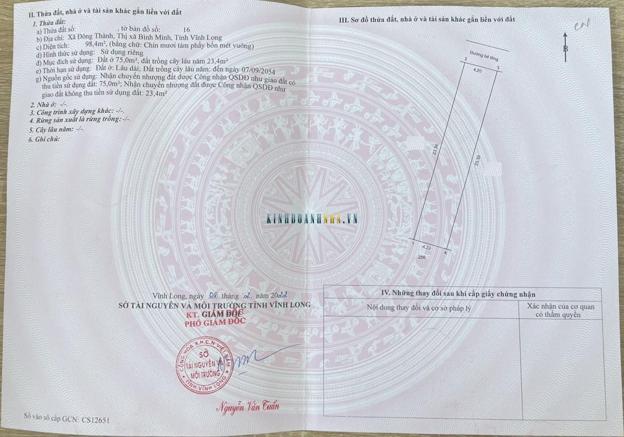 II. Thửa đất, nhà ở và tài sản khác gắn liền với đất
1. Thửa đất:
a) Thửa đất số: , tờ bản đồ số: 16
b) Địa chỉ: Xã Đông Thành, Thị xã Bình Minh, Tỉnh Vĩnh Long
c) Diện tích: 98,4m², (bằng chữ: Chín mươi tám phẩy bốn mét vuông)
d) Hình thức sử dụng: Sử dụng riêng
đ) Mục đích sử dụng: Đất ở 75,0m², đất trồng cây lâu năm 23,4m²
e) Thời hạn sử dụng: Đất ở: Lâu dài; Đất trồng cây lâu năm: đến ngày 07/09/2054
g) Nguồn gốc sử dụng: Nhận chuyển nhượng đất được Công nhận QSDĐ như giao đất có
thu tiền sử dụng đất: 75,0m²; Nhận chuyển nhượng đất được Công nhận QSDĐ như
giao đất không thu tiền sử dụng đất: 23,4m²
2. Nhà ở: -/-.
3. Công trình xây dựng khác: -/-.
4. Rừng sản xuất là rừng trồng: -/-.
5. Cây lâu năm: -/-.
6. Ghi chú:
III. Sơ đồ thửa đất, nhà ở và tài sản khác gắn liền với đất
B
Đường bê tông
4.20
4.23
KINHDOANHNHA.VN
Vĩnh Long, ngày tháng năm 2022
SỞ TÀI NGUYÊN VÀ MÔI TRƯỜNG TỈNH VĨNH LONG
KT. GIÁM ĐỐC
PHÓ GIÁM ĐỐC
SỞ
TÀI NGUYÊN VÀ
MÔI TRƯỜNG
TỈNH VĨNH LONG
Nguyễn Văn Tuấn
IV. Những thay đổi sau khi cấp giấy chứng nhận
Nội dung thay đổi và cơ sở pháp lý
Xác nhận của cơ quan
có thẩm quyền
Số vào sổ cấp GCN: CS12651